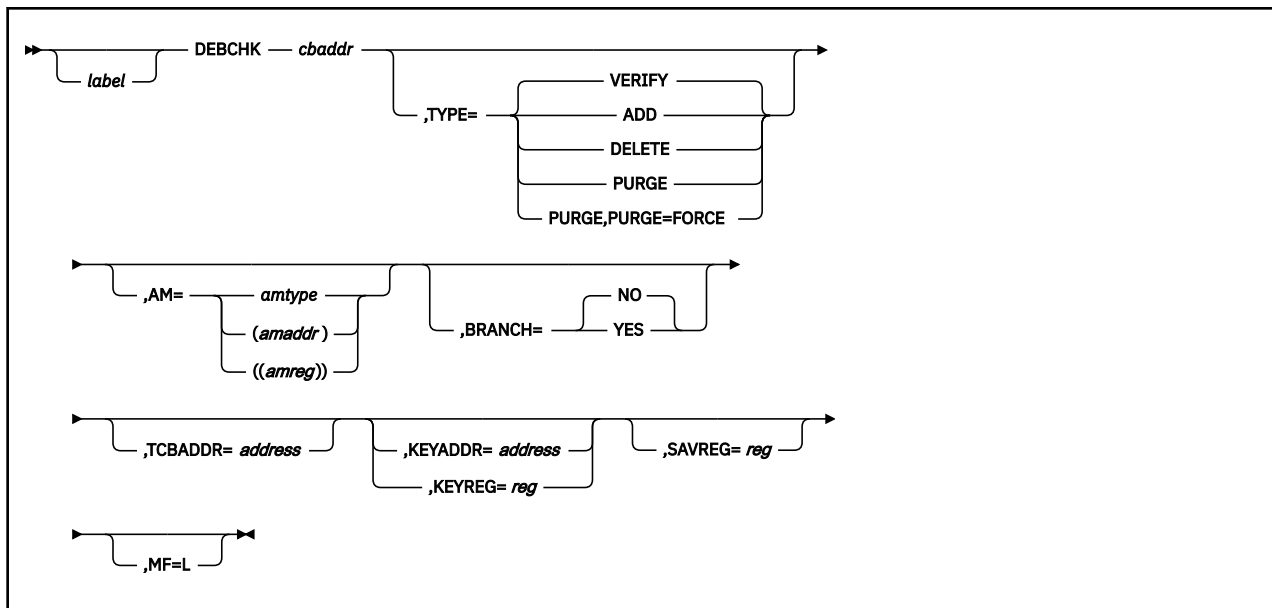 DEBCHK cbaddr
label
,TYPE= VERIFY
ADD
DELETE
PURGE
PURGE,PURGE=FORCE
,AM= amtype
(amaddr )
((amreg))
,BRANCH= NO
YES
,TCBADDR= address
,KEYADDR= address
,KEYREG= reg
,SAVREG= reg
,MF=L